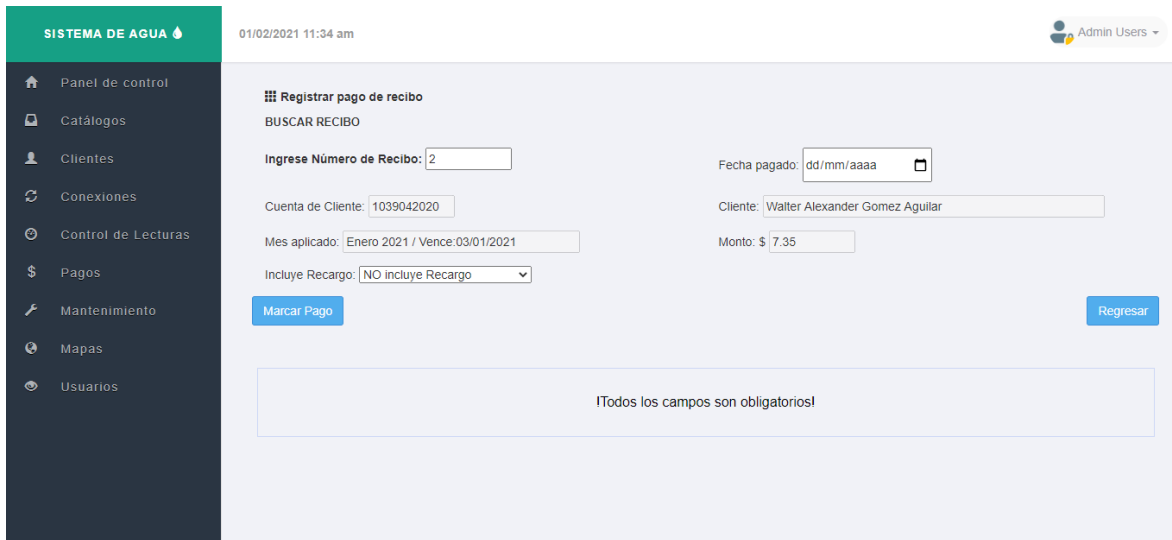 SISTEMA DE AGUA
01/02/2021 11:34 am
Admin Users
Panel de control
Catálogos
Clientes
Conexiones
Control de Lecturas
$ Pagos
Mantenimiento
Mapas
Usuarios
Registrar pago de recibo
BUSCAR RECIBO
Ingrese Número de Recibo: 2
Fecha pagado: dd/mm/aaaa
Cuenta de Cliente: 1039042020
Cliente: Walter Alexander Gomez Aguilar
Mes aplicado: Enero 2021 / Vence:03/01/2021
Monto: $ 7.35
Incluye Recargo: NO incluye Recargo
Marcar Pago
Regresar
!Todos los campos son obligatorios!